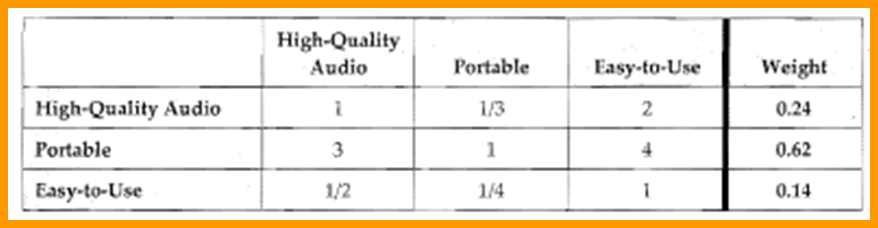 High-Quality
Audio Portable Easy-to-Use Weight
High-Quality Audio 1 1/3 2 0.24
Portable 3 1 4 0.62
Easy-to-Use 1/2 1/4 1 0.14